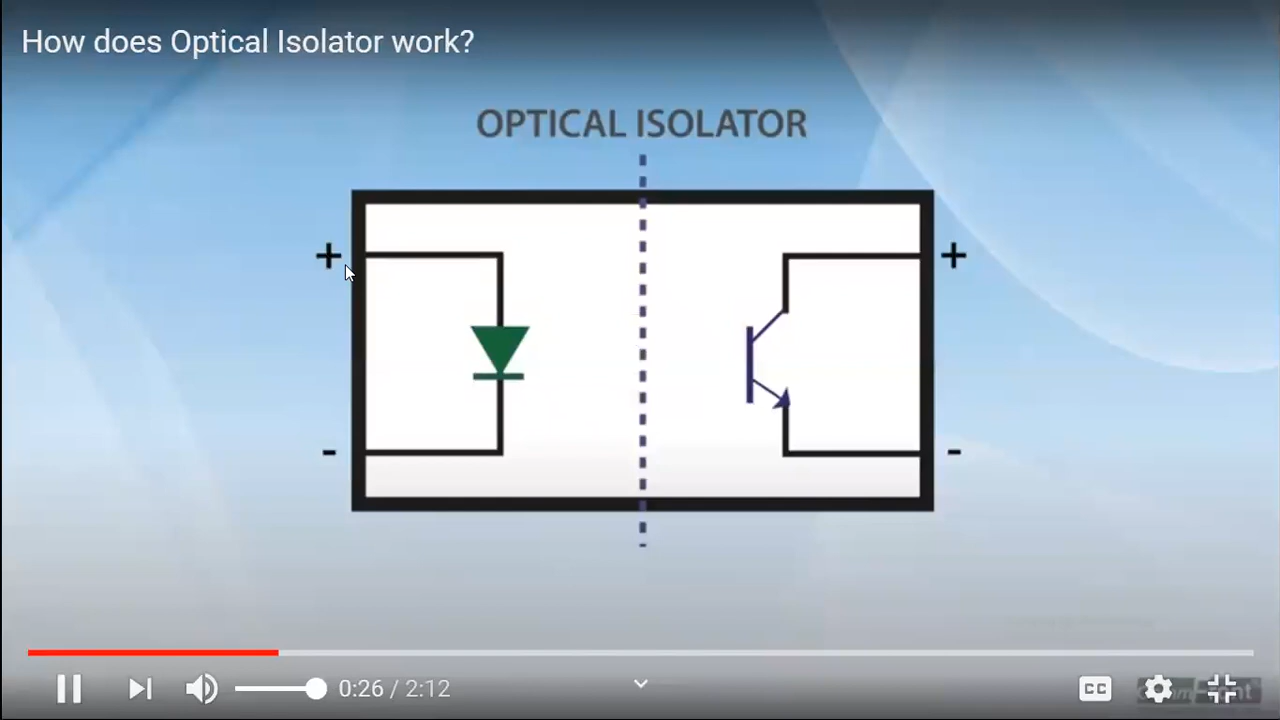 How does Optical Isolator work?
OPTICAL ISOLATOR
+ +
- -
0:26 / 2:12
CC